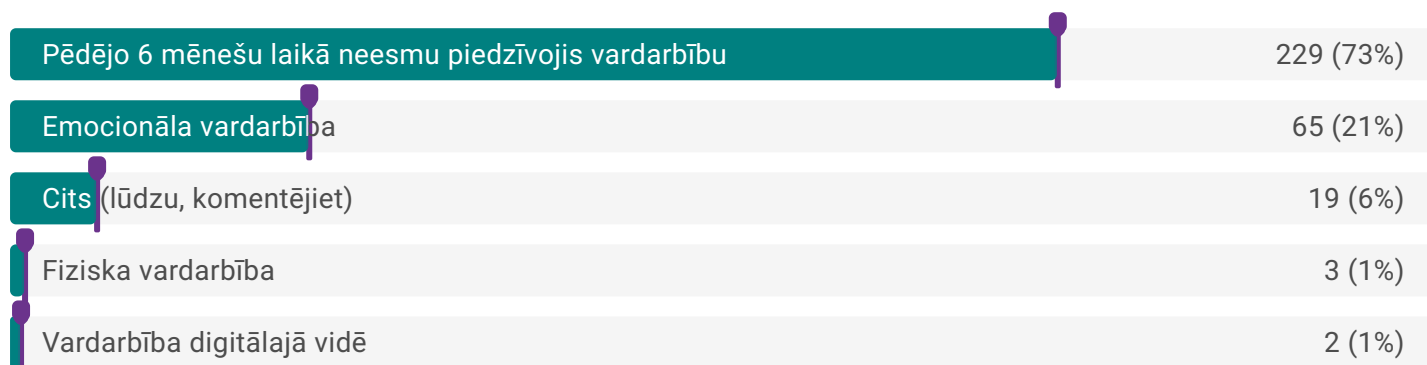 Pēdējo 6 mēnešu laikā neesmu piedzīvojis vardarbību 229 (73%)
Emocionāla vardarbība 65 (21%)
Cits (lūdzu, komentējiet) 19 (6%)
Fiziska vardarbība 3 (1%)
Vardarbība digitālajā vidē 2 (1%)